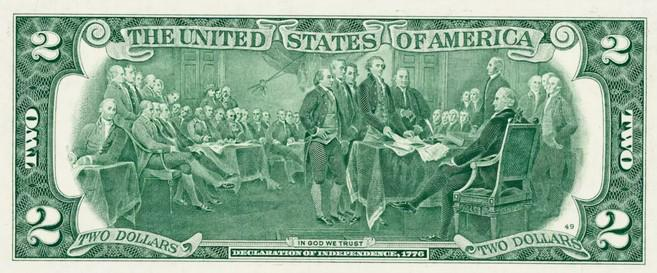 2 THE UNITED STATES OF AMERICA 2
TWO TWO
2 TWO DOLLARS IN GOD WE TRUST TWO DOLLARS 2
DECLARATION OF INDEPENDENCE, 1776
49